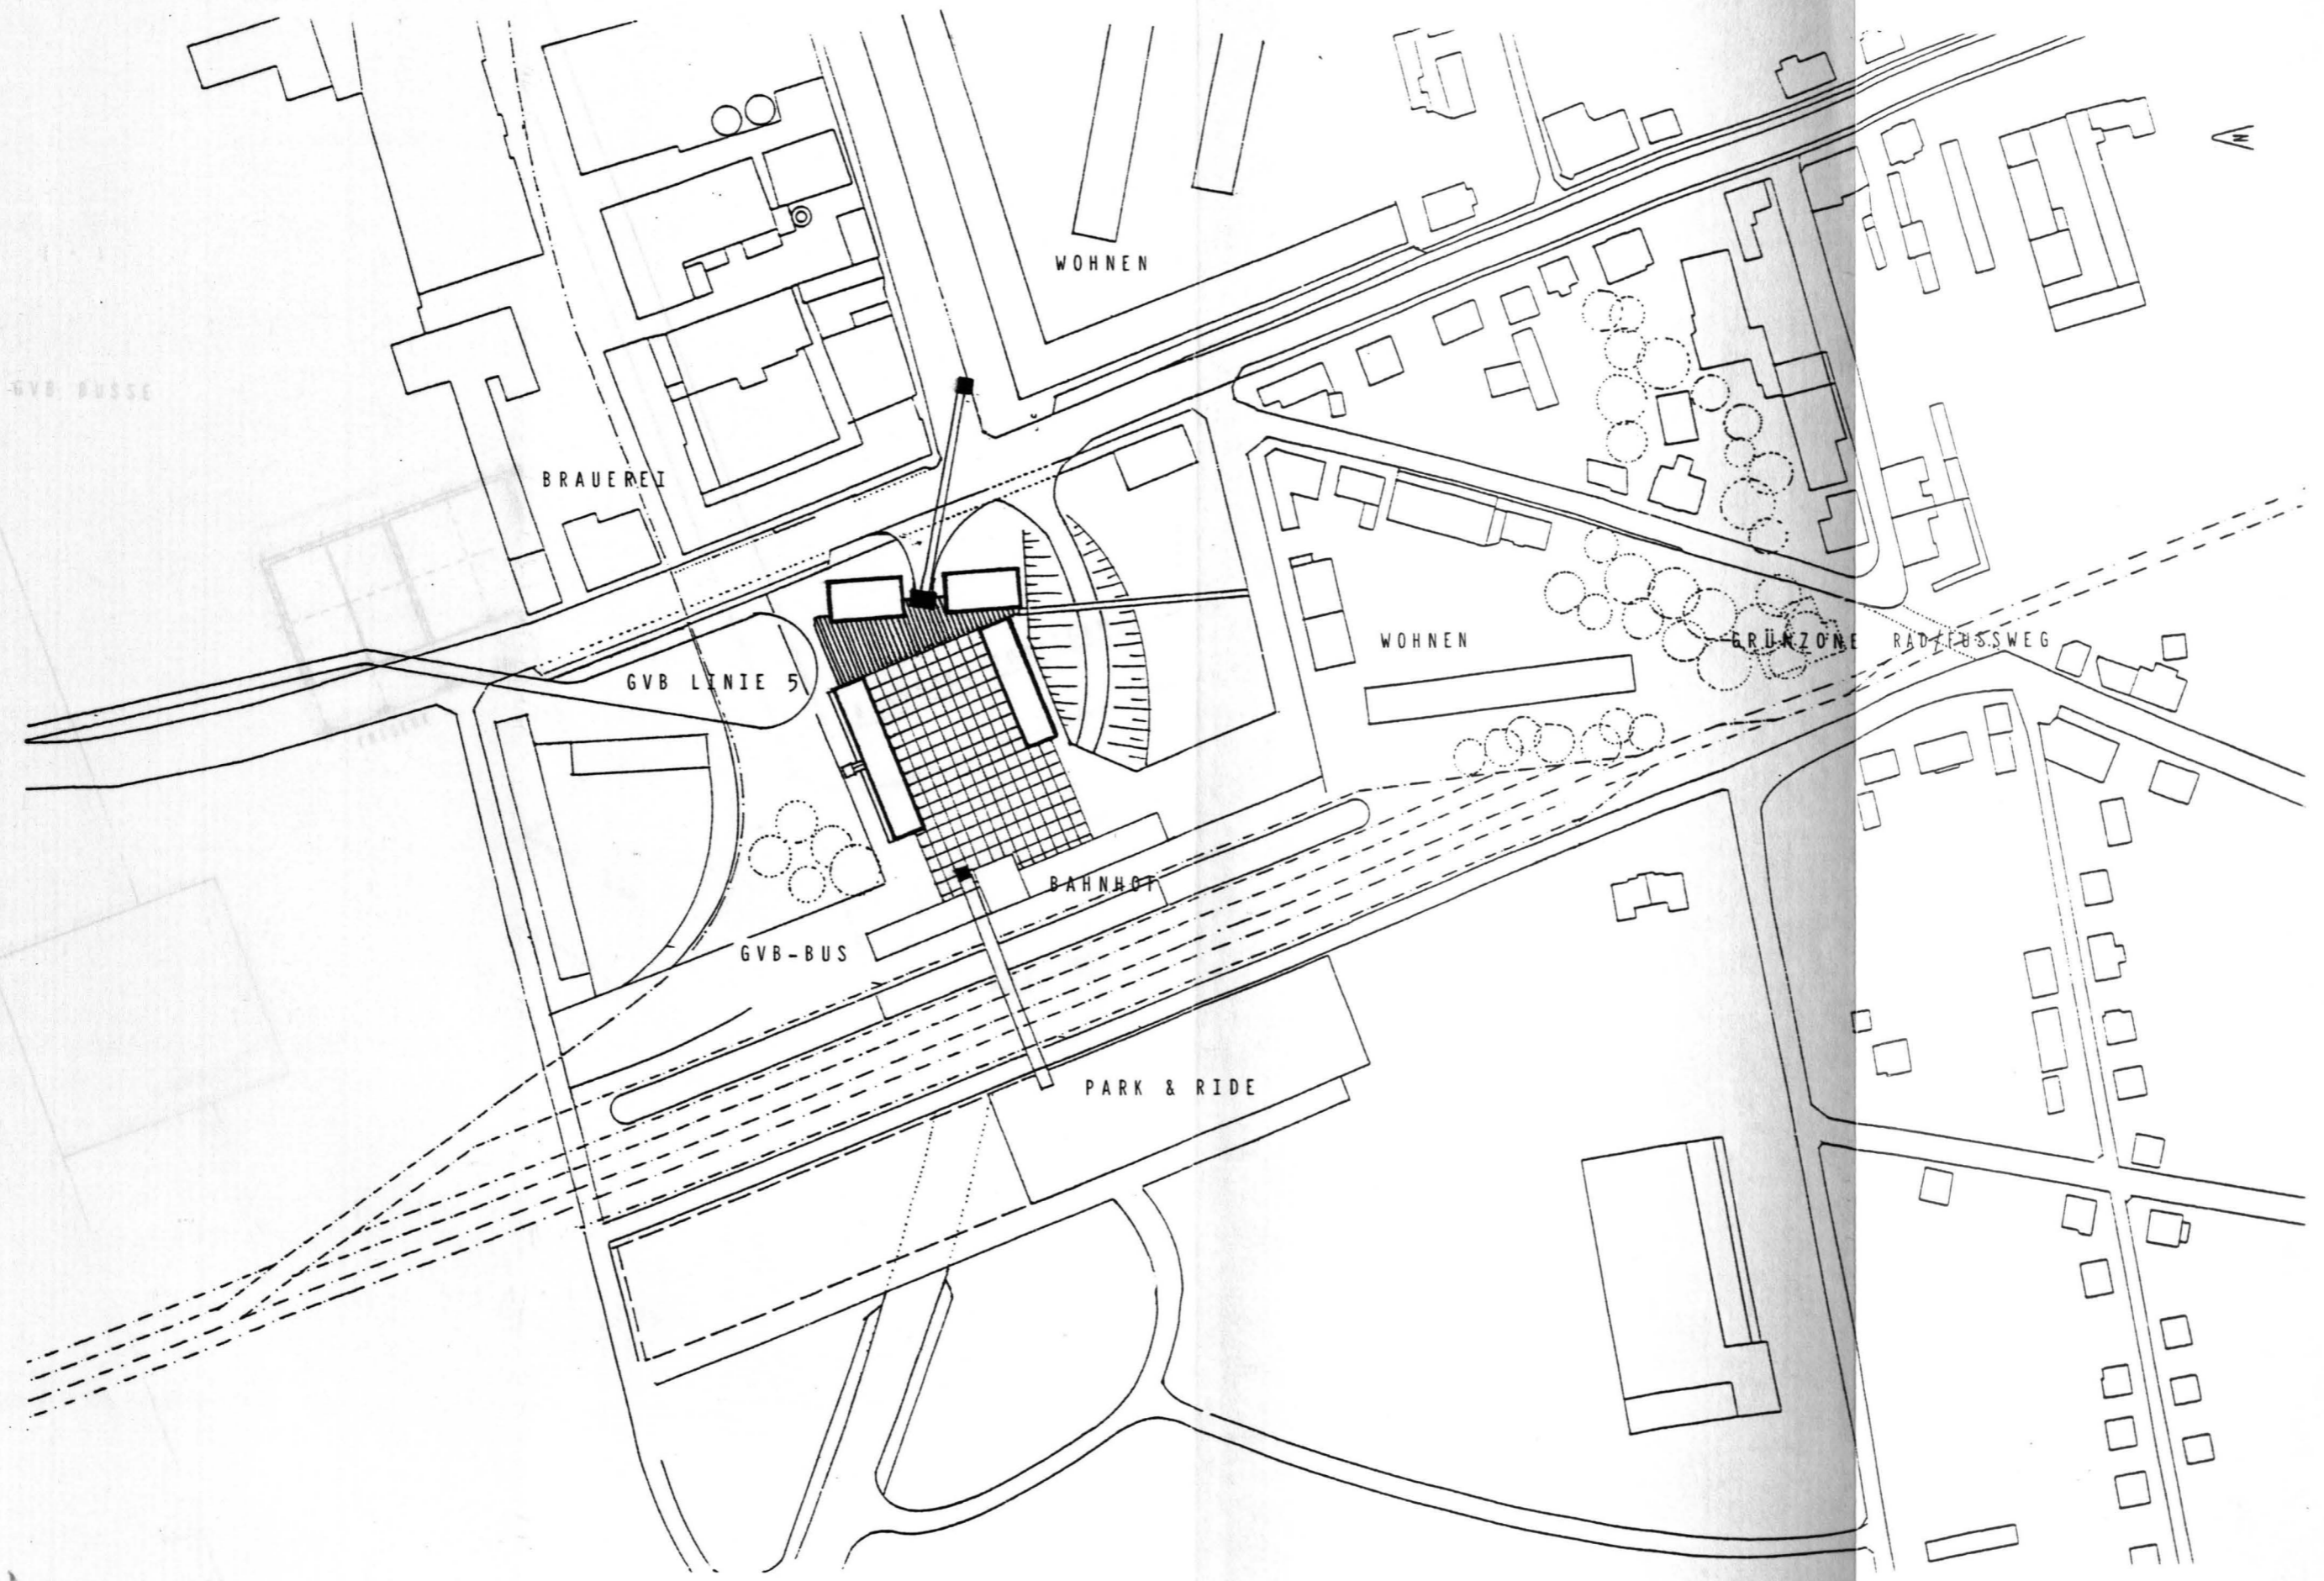 N
WOHNEN
GVB BUSSE
BRAUEREI
WOHNEN
GRÜNZONE RAD/FUSSWEG
GVB LINIE 5
BAHNHOF
GVB-BUS
PARK & RIDE